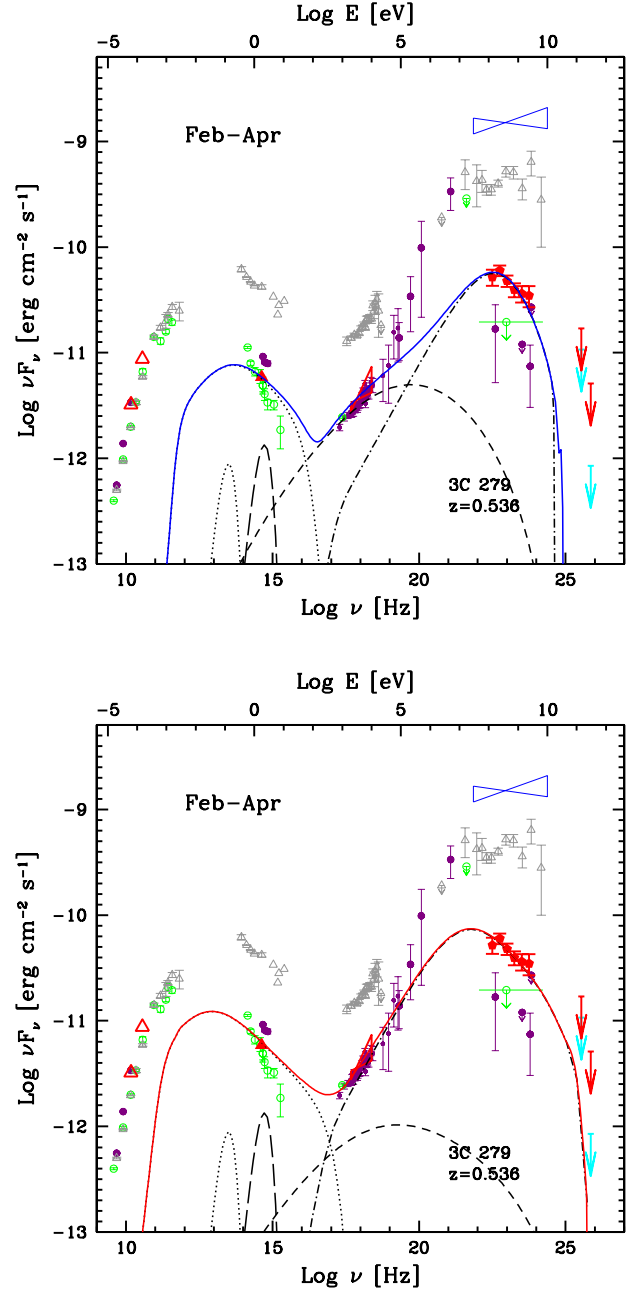 Log E [eV]
-5 0 5 10
Feb-Apr
-9
-10
-11
-12
-13
Log νFν [erg cm−2 s−1]
3C 279
z=0.536
10 15 20 25
Log ν [Hz]
Log E [eV]
-5 0 5 10
Feb-Apr
-9
-10
-11
-12
-13
Log νFν [erg cm−2 s−1]
3C 279
z=0.536
10 15 20 25
Log ν [Hz]